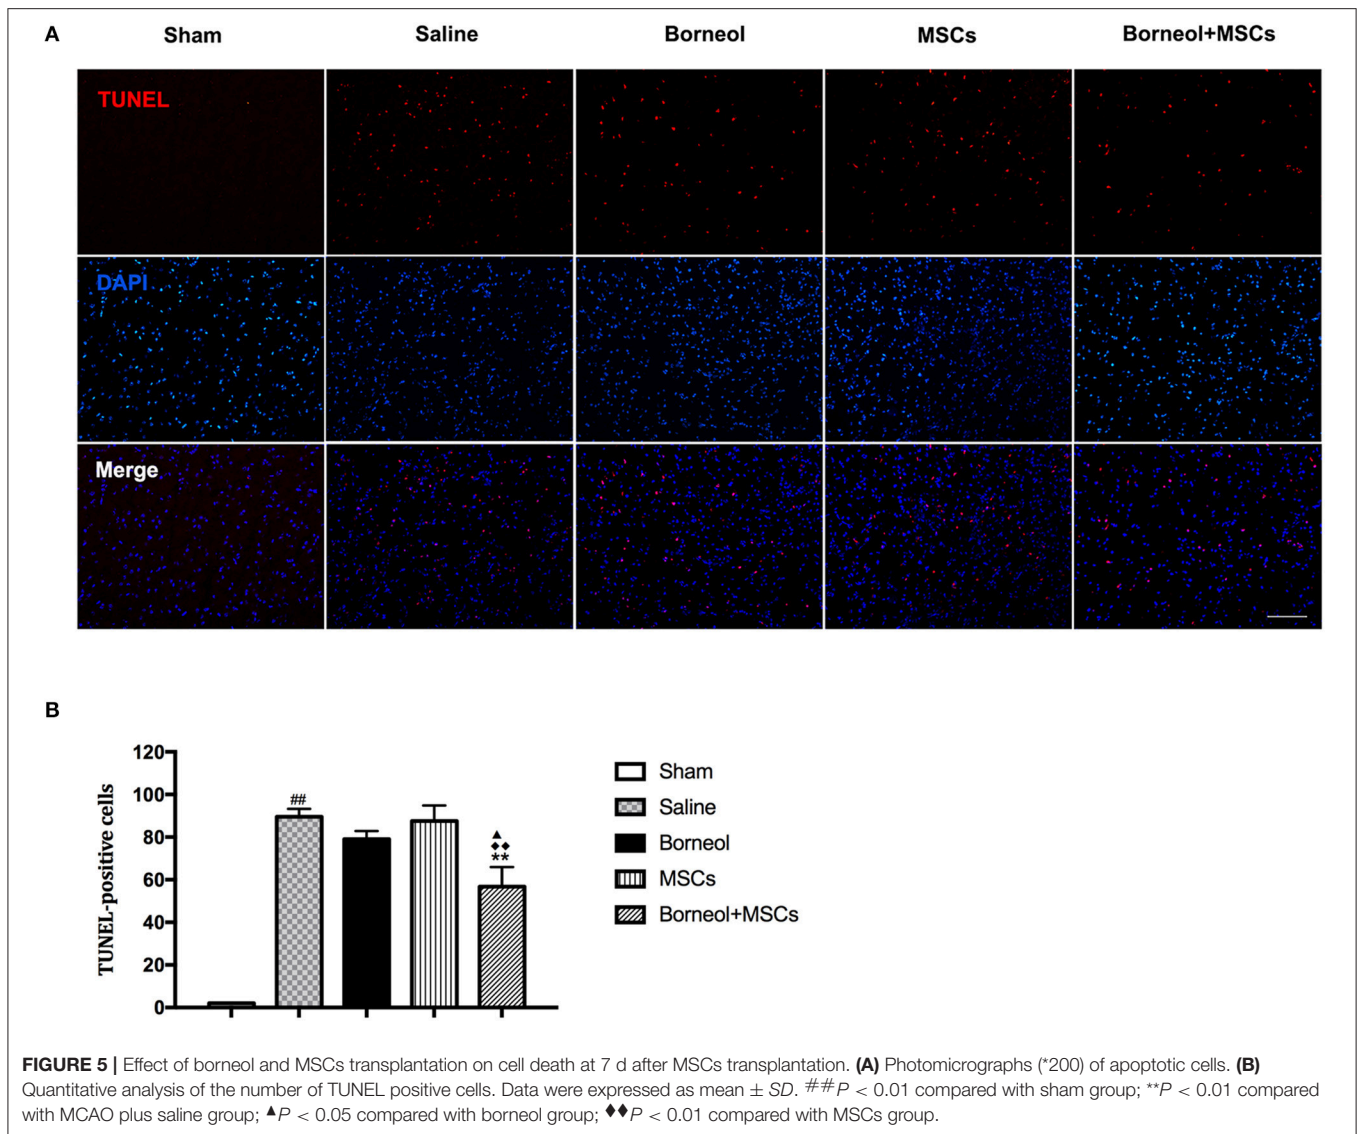 A
Sham Saline Borneol MSCs Borneol+MSCs
TUNEL
DAPI
Merge
B
TUNEL-positive cells
120
100
80
60
40
20
0
##
▲
◆◆
**
Sham
Saline
Borneol
MSCs
Borneol+MSCs
FIGURE 5 | Effect of borneol and MSCs transplantation on cell death at 7 d after MSCs transplantation. (A) Photomicrographs (*200) of apoptotic cells. (B)
Quantitative analysis of the number of TUNEL positive cells. Data were expressed as mean ± SD. ##P < 0.01 compared with sham group; **P < 0.01 compared
with MCAO plus saline group; ▲P < 0.05 compared with borneol group; ◆◆P < 0.01 compared with MSCs group.